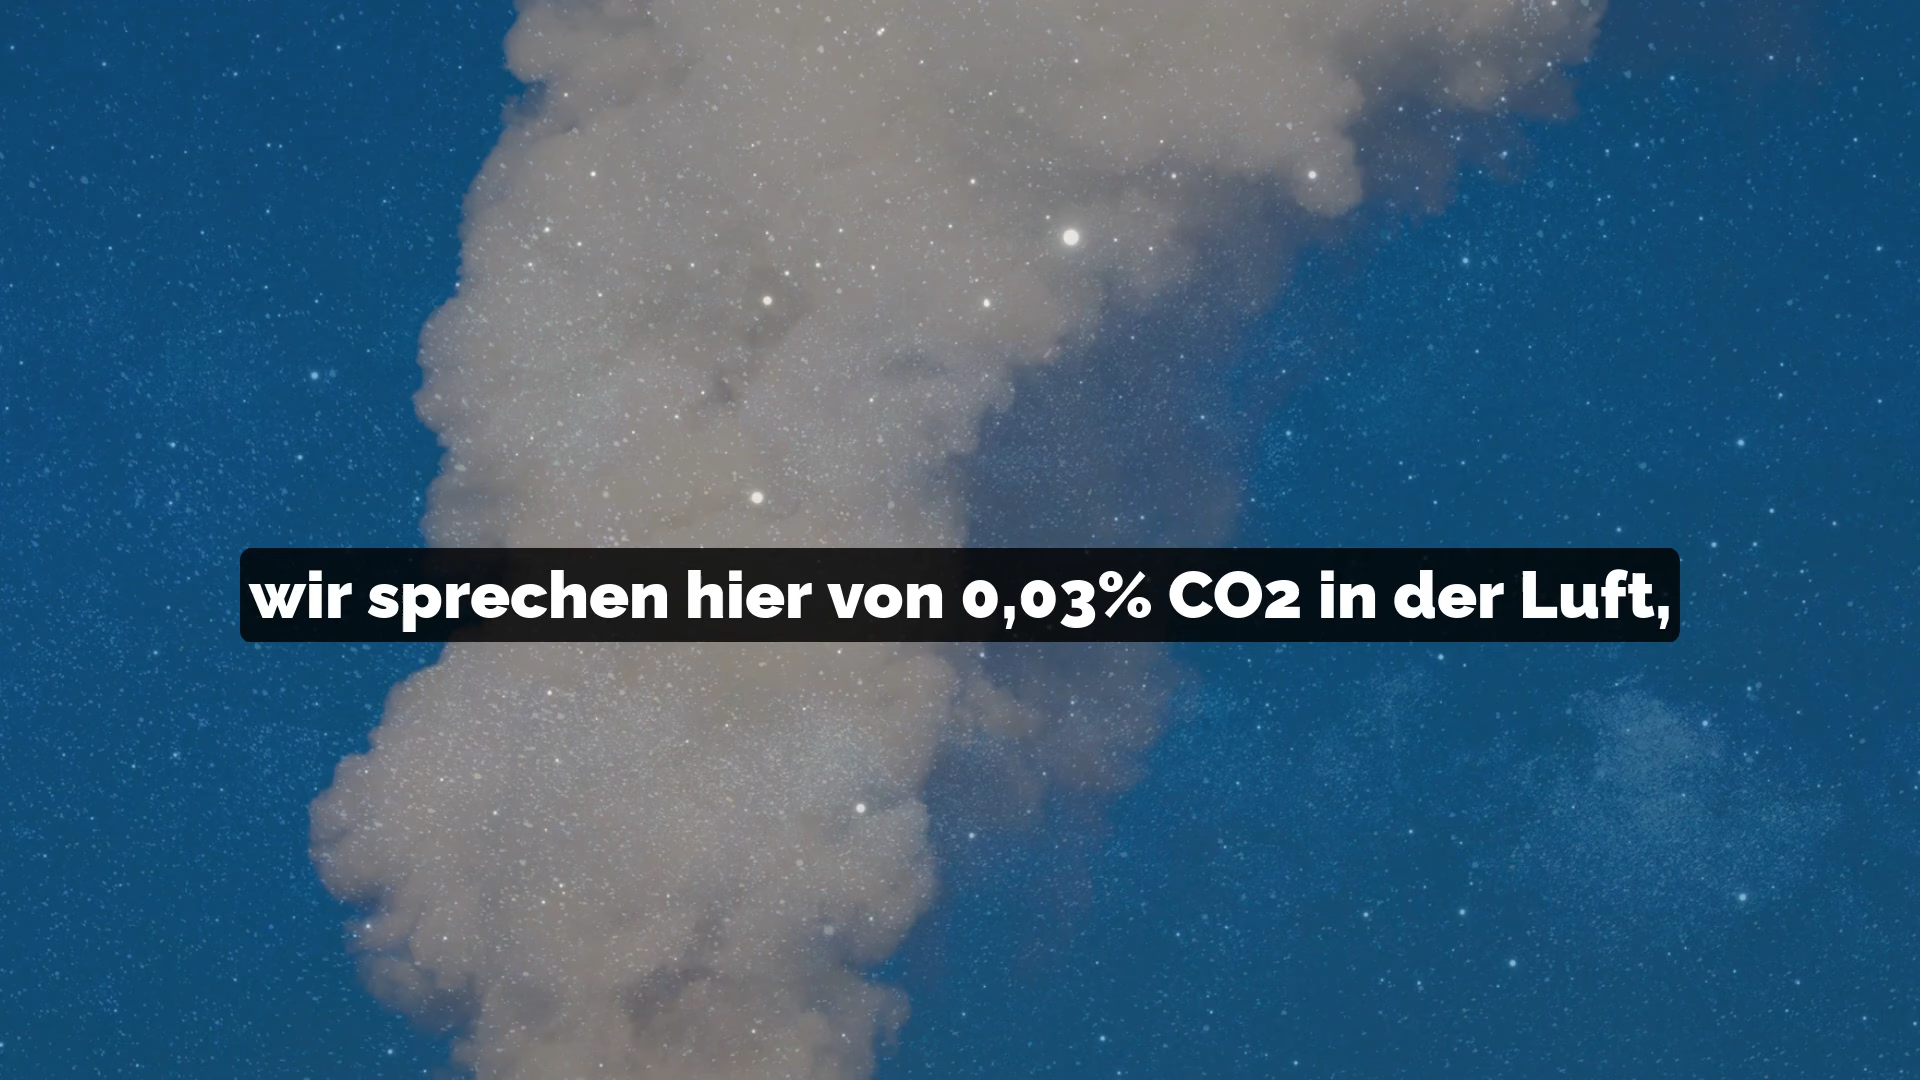 wir sprechen hier von 0,03% CO2 in der Luft,